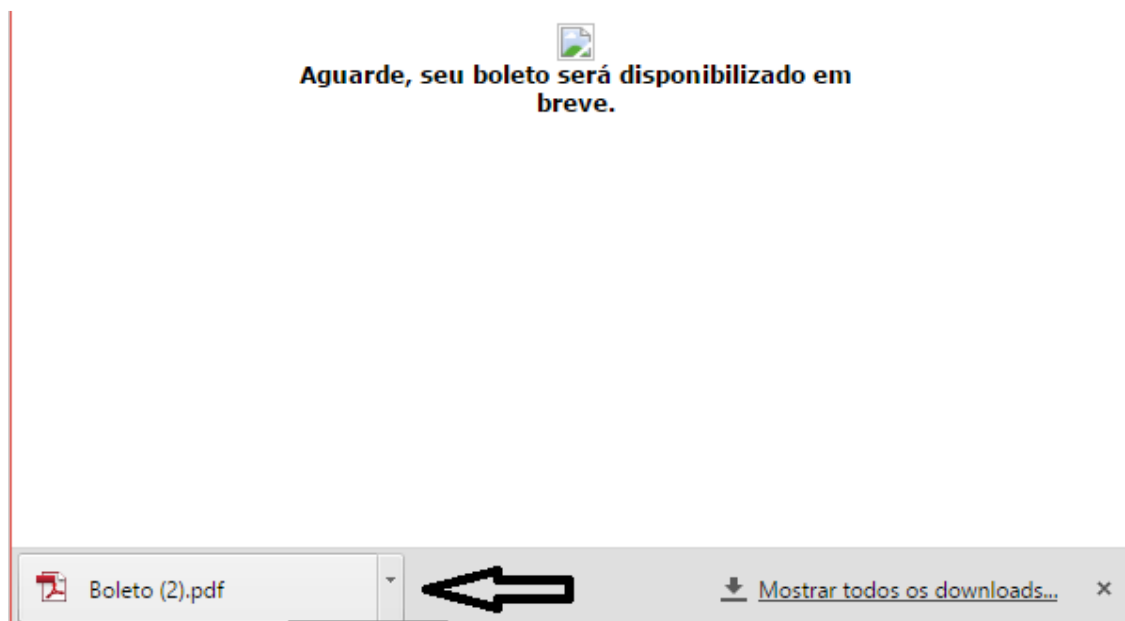 Aguarde, seu boleto será disponibilizado em
breve.
Boleto (2).pdf
Mostrar todos os downloads...